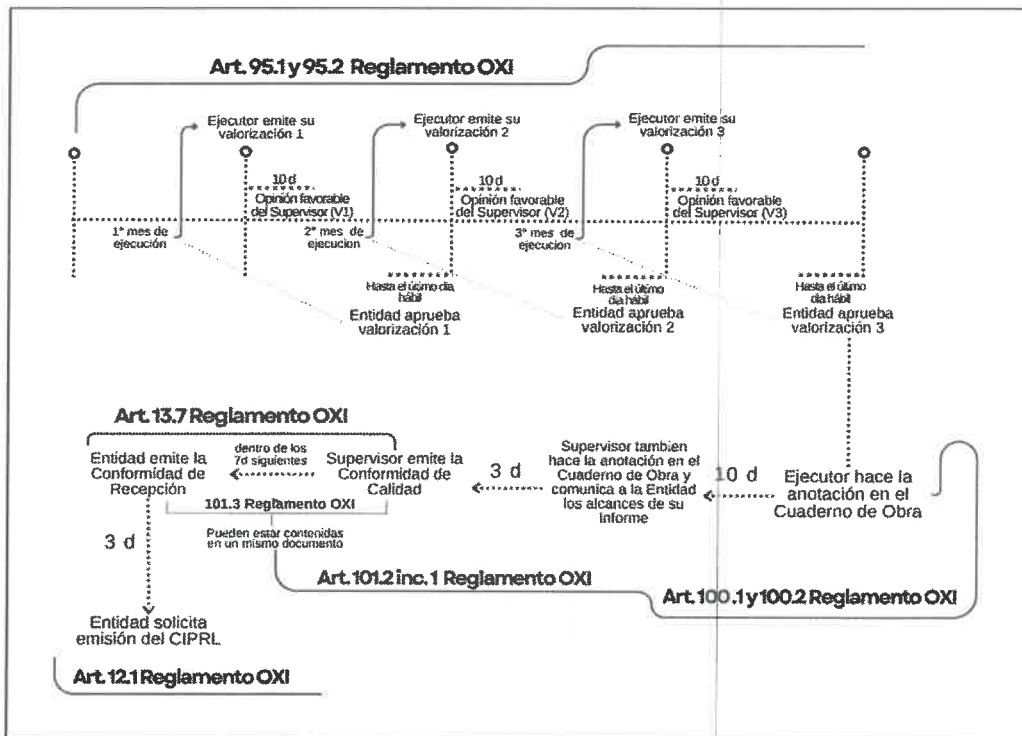 Art. 95.1 y 95.2 Reglamento OXI
Ejecutor emite su
valorización 1
Ejecutor emite su
valorización 2
Ejecutor emite su
valorización 3
10 d
Opinión favorable
del Supervisor (V1)
10 d
Opinión favorable
del Supervisor (V2)
10 d
Opinión favorable
del Supervisor (V3)
1° mes de
ejecución
2° mes de
ejecucion
3° mes de
ejecucion
Hasta el último dia
hábil
Entidad aprueba
valorización 1
Hasta el último
dia hábil
Entidad aprueba
valorización 2
Hasta el último
dia hábil
Entidad aprueba
valorización 3
Art. 13.7 Reglamento OXI
Entidad emite la
Conformidad de
Recepción
dentro de los
7d siguientes
Supervisor emite la
Conformidad de
Calidad
3 d
Supervisor tambien
hace la anotación en el
Cuaderno de Obra y
comunica a la Entidad
los alcances de su
Informe
10 d
Ejecutor hace la
anotación en el
Cuaderno de Obra
101.3 Reglamento OXI
Pueden estar contenidas
en un mismo documento
3 d
Art. 101.2 inc. 1 Reglamento OXI
Art. 100.1 y 100.2 Reglamento OXI
Entidad solicita
emisión del CIPRL
Art. 12.1 Reglamento OXI